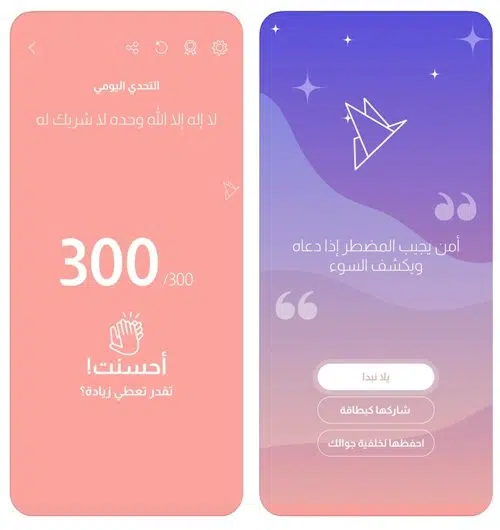 التحدي اليومي
لا إله إلا الله وحده لا شريك له
300/300
أحسنت!
تقدر تعطي زيادة؟
أمن يجيب المضطر إذا دعاه
ويكشف السوء
يلا نبدا
شاركها كبطاقة
احفظها لخلفية جوالك